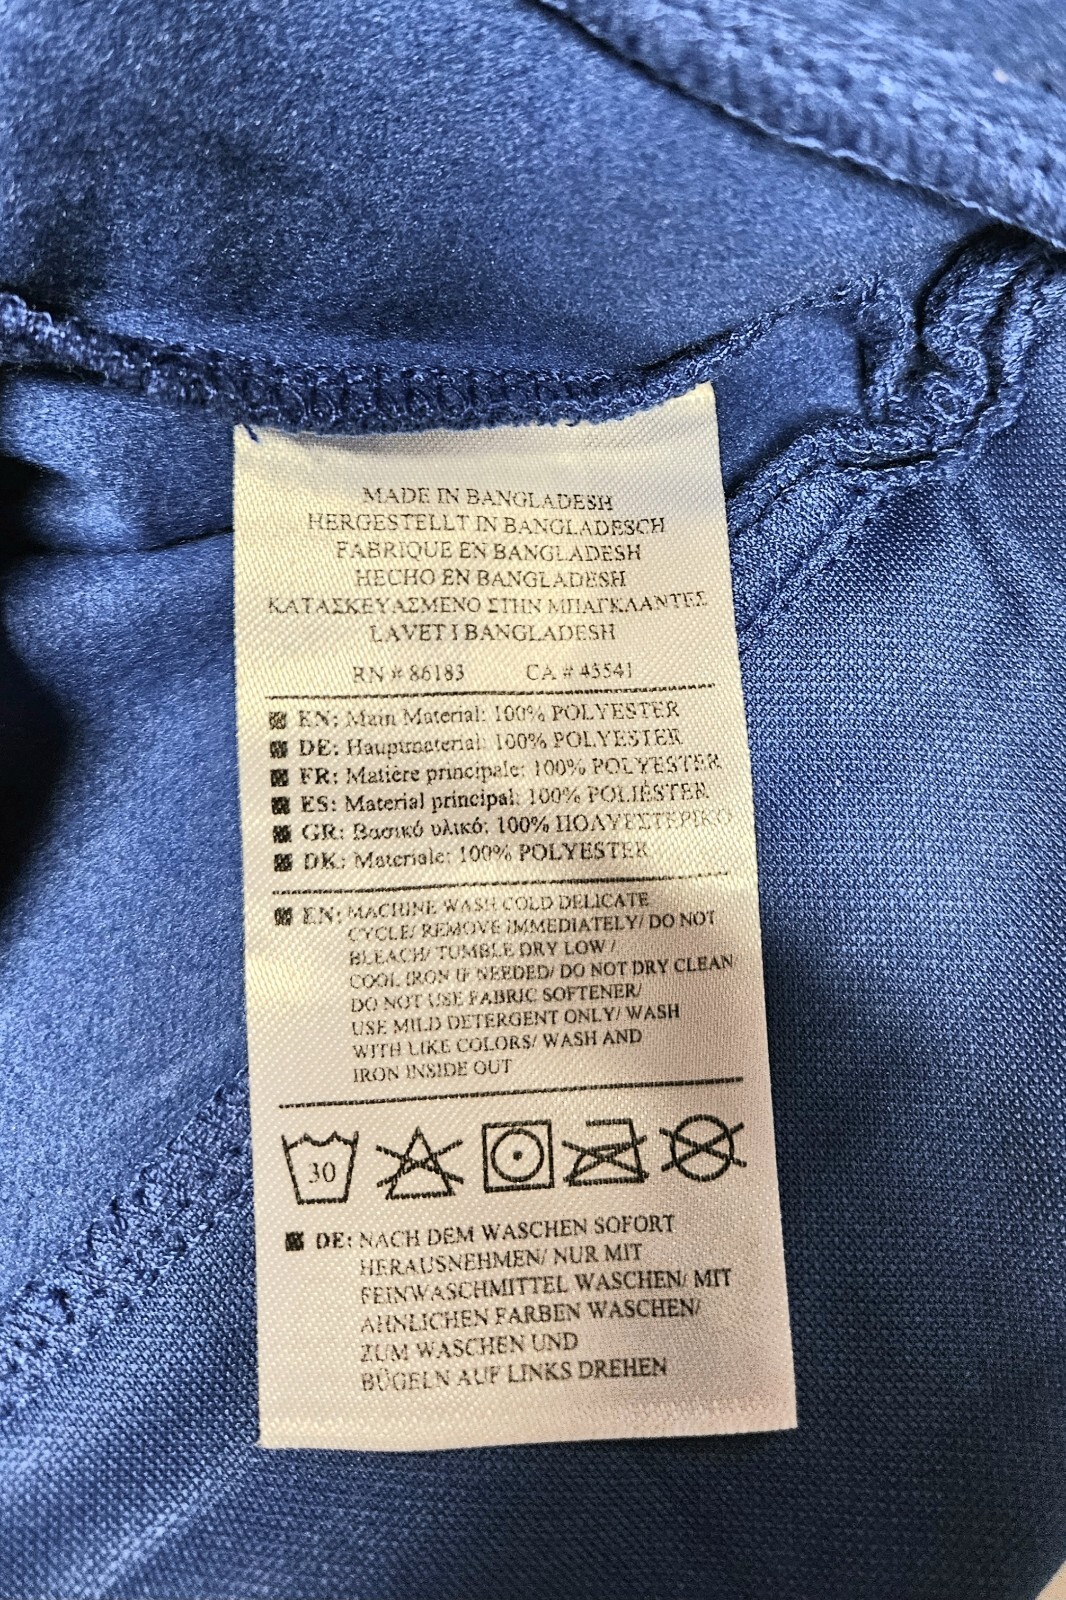 MADE IN BANGLADESH
HERGESTELLT IN BANGLADESCH
FABRIQUE EN BANGLADESH
HECHO EN BANGLADESH
ΚΑΤΑΣΚΕΥΑΣΜΕΝΟ ΣΤΗΝ ΜΠΑΓΚΛΑΝΤΕΣ
LAVET I BANGLADESH
RN # 86183 CA # 45541
EN: Main Material: 100% POLYESTER
DE: Hauptmaterial: 100% POLYESTER
FR: Matière principale: 100% POLYESTER
ES: Material principal: 100% POLIÉSTER
GR: Βασικό υλικό: 100% ΠΟΛΥΕΣΤΕΡΙΚΟ
DK: Materiale: 100% POLYESTER
EN: MACHINE WASH COLD DELICATE
CYCLE/ REMOVE IMMEDIATELY/ DO NOT
BLEACH/ TUMBLE DRY LOW /
COOL IRON IF NEEDED/ DO NOT DRY CLEAN
DO NOT USE FABRIC SOFTENER/
USE MILD DETERGENT ONLY/ WASH
WITH LIKE COLORS/ WASH AND
IRON INSIDE OUT
30
DE: NACH DEM WASCHEN SOFORT
HERAUSNEHMEN/ NUR MIT
FEINWASCHMITTEL WASCHEN/ MIT
AHNLICHEN FARBEN WASCHEN/
ZUM WASCHEN UND
BÜGELN AUF LINKS DREHEN